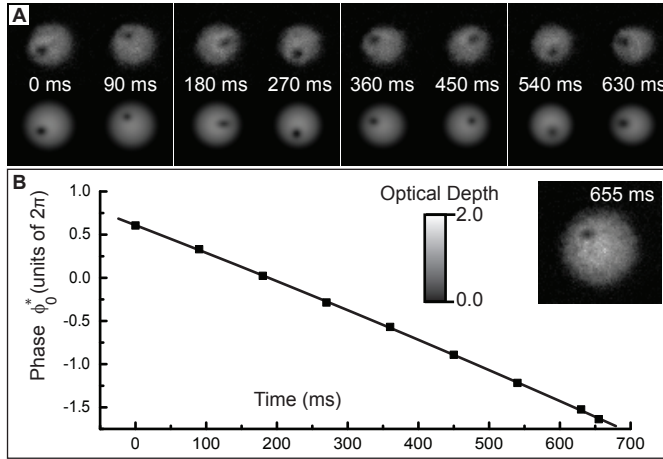 A
0 ms 90 ms 180 ms 270 ms 360 ms 450 ms 540 ms 630 ms
B
1.0
0.5
0.0
-0.5
-1.0
-1.5
Phase ϕ₀* (units of 2π)
Optical Depth
2.0
0.0
655 ms
Time (ms)
0 100 200 300 400 500 600 700